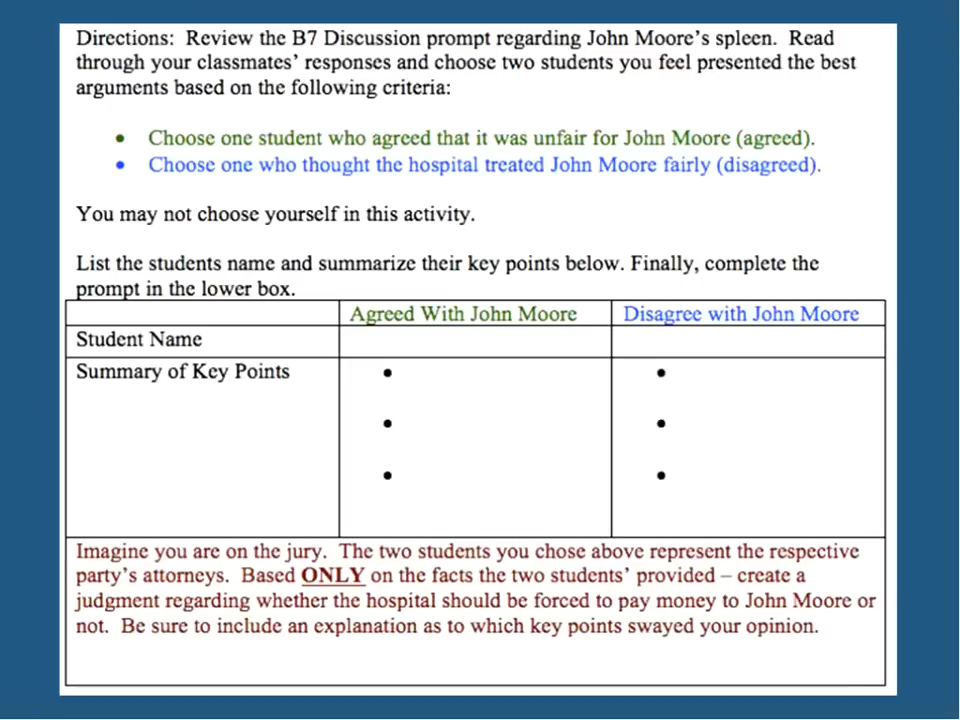 Directions:  Review the B7 Discussion prompt regarding John Moore's spleen.  Read
through your classmates' responses and choose two students you feel presented the best
arguments based on the following criteria:
• Choose one student who agreed that it was unfair for John Moore (agreed).
• Choose one who thought the hospital treated John Moore fairly (disagreed).
You may not choose yourself in this activity.
List the students name and summarize their key points below. Finally, complete the
prompt in the lower box.
Agreed With John Moore Disagree with John Moore
Student Name
Summary of Key Points
Imagine you are on the jury.  The two students you chose above represent the respective
party's attorneys.  Based ONLY on the facts the two students' provided – create a
judgment regarding whether the hospital should be forced to pay money to John Moore or
not.  Be sure to include an explanation as to which key points swayed your opinion.